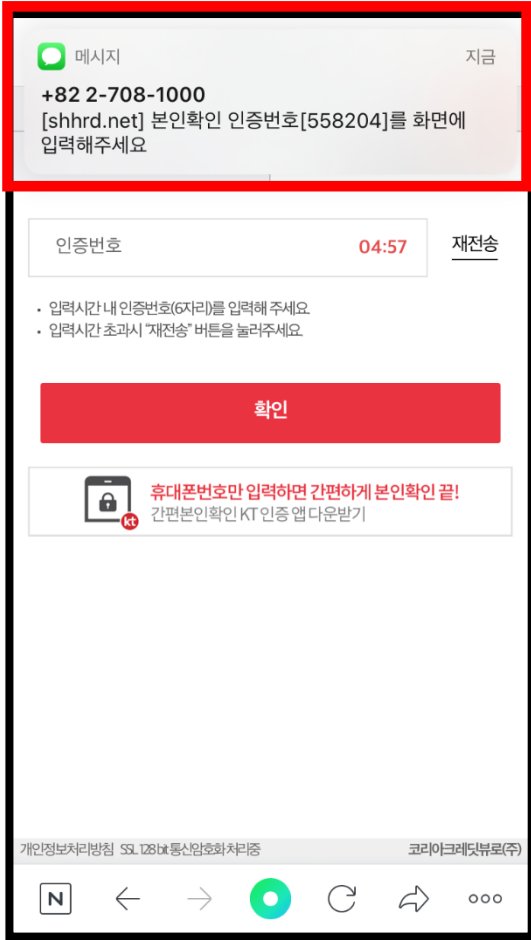 메시지
지금
+82 2-708-1000
[shhrd.net] 본인확인 인증번호[558204]를 화면에
입력해주세요
인증번호
04:57
재전송
· 입력시간 내 인증번호(6자리)를 입력해 주세요.
· 입력시간 초과시 "재전송" 버튼을 눌러주세요.
확인
휴대폰번호만 입력하면 간편하게 본인확인 끝!
간편본인확인 KT 인증 앱 다운받기
kt
개인정보처리방침 SSL 128 bit 통신암호화 처리중
코리아크레딧뷰로(주)
N